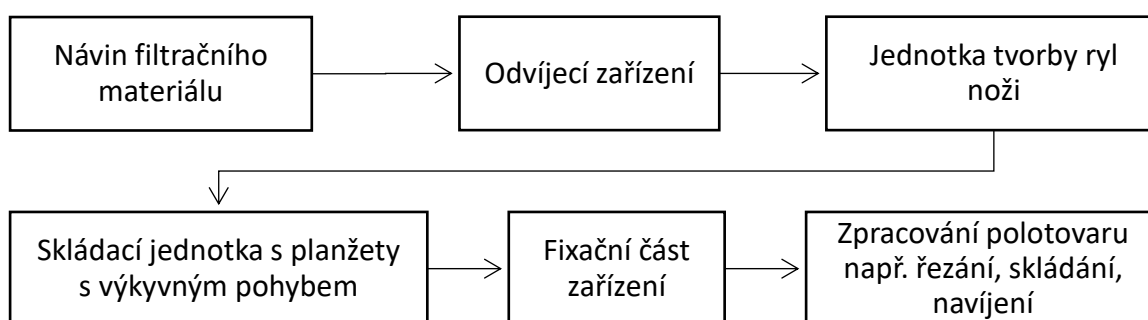 Návin filtračního
materiálu
Odvíjecí zařízení
Jednotka tvorby ryl
noži
Skládací jednotka s planžety
s výkyvným pohybem
Fixační část
zařízení
Zpracování polotovaru
např. řezání, skládání,
navíjení